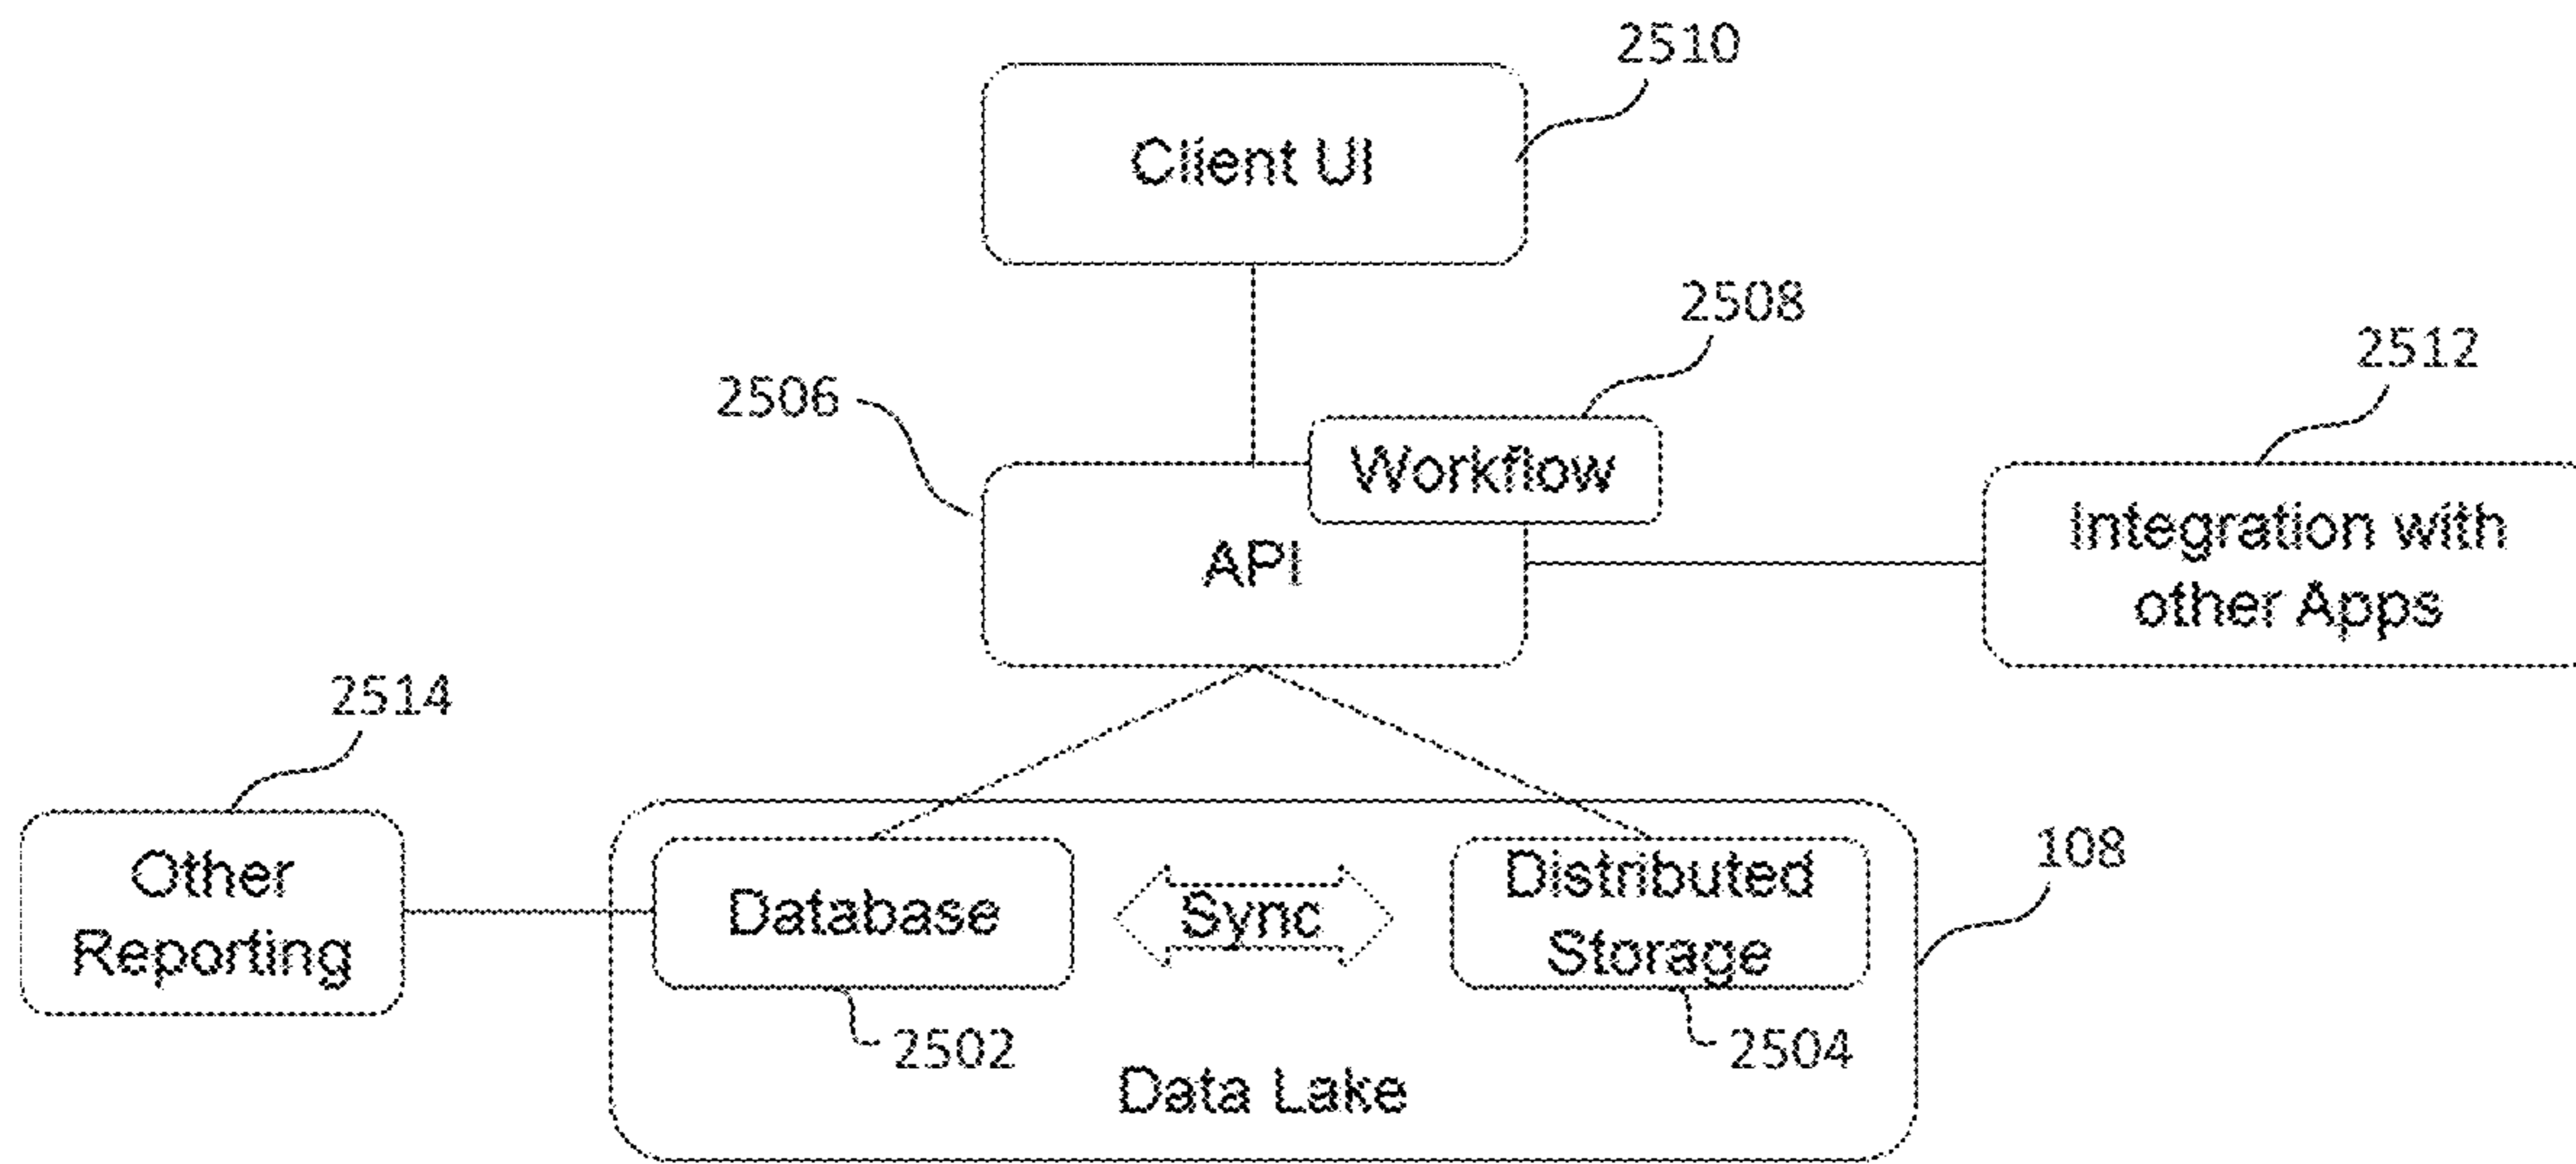 2510
Client UI
2508
2512
2506
Workflow
Integration with
other Apps
API
2514
108
Other
Reporting
Database
Sync
Distributed
Storage
2502
2504
Data Lake